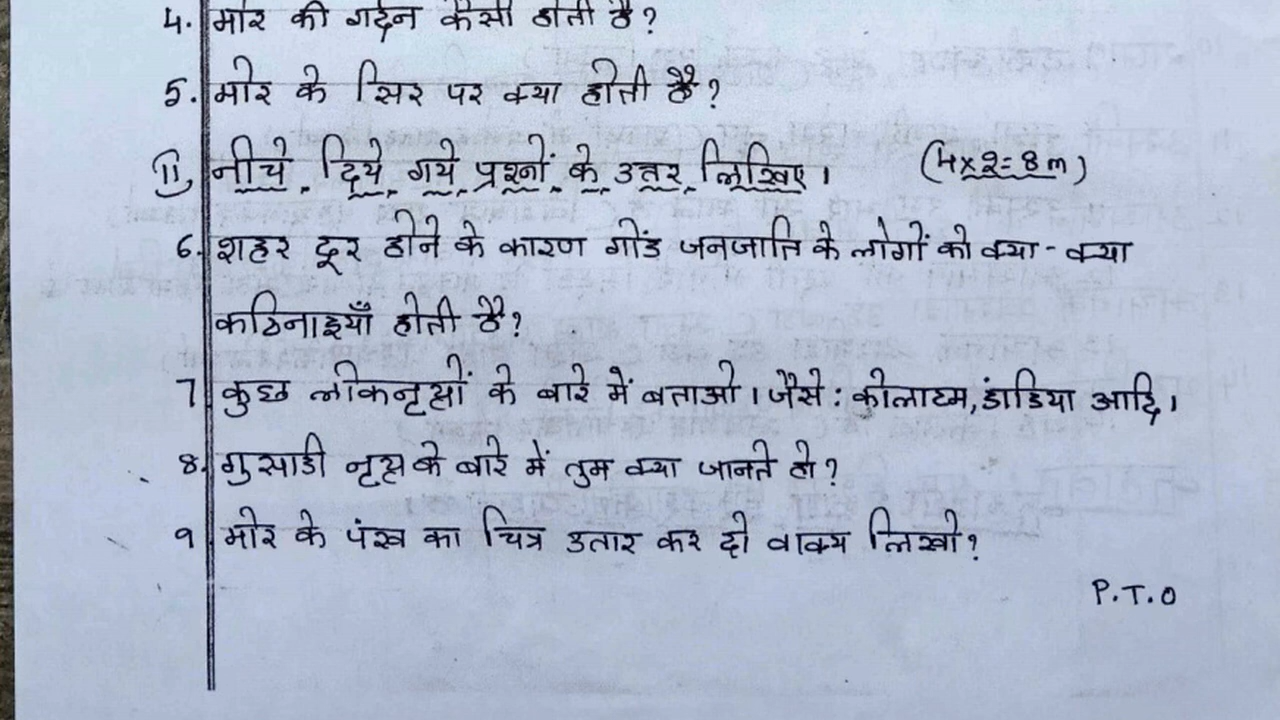 4. मोर की गर्दन कैसी होती है?
5. मोर के सिर पर क्या होती है?
II, नीचे दिये गये प्रश्नों के उत्तर लिखिए। (4×2=8m)
6. शहर दूर होने के कारण गोंड जनजाति के लोगों को क्या-क्या
कठिनाइयाँ होती है?
7. कुछ लोकनृत्यों के बारे में बताओ। जैसे: कोलाटम, डांडिया आदि।
8. गुसाडी नृत्य के बारे में तुम क्या जानते हो?
9 मोर के पंख का चित्र उतार कर दो वाक्य लिखो?
P.T.O